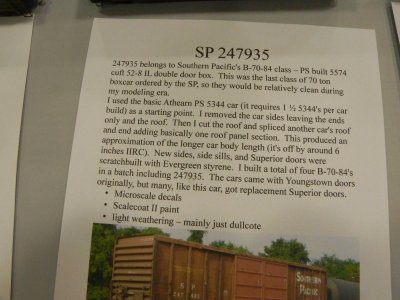 SP 247935
247935 belongs to Southern Pacific's B-70-84 class – PS built 5574
cuft 52-8 IL double door box. This was the last class of 70 ton
boxcar ordered by the SP, so they would be relatively clean during
my modeling era.
I used the basic Athearn PS 5344 car (it requires 1 ½ 5344's per car
build) as a starting point. I removed the car sides leaving the ends
only and the roof. Then I cut the roof and spliced another car's roof
and end adding basically one roof panel section. This produced an
approximation of the longer car body length (it's off by around 6
inches IIRC). New sides, side sills, and Superior doors were
scratchbuilt with Evergreen styrene. I built a total of four B-70-84's
in a batch including 247935. The cars came with Youngstown doors
originally, but many, like this car, got replacement Superior doors.
• Microscale decals
• Scalecoat II paint
• light weathering – mainly just dullcote
SP
SOUTHERN
PACIFIC